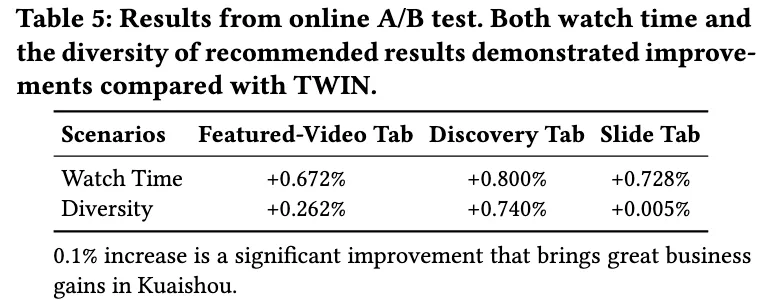 Table 5: Results from online A/B test. Both watch time and
the diversity of recommended results demonstrated improve-
ments compared with TWIN.
Scenarios Featured-Video Tab Discovery Tab Slide Tab
Watch Time +0.672% +0.800% +0.728%
Diversity +0.262% +0.740% +0.005%
0.1% increase is a significant improvement that brings great business
gains in Kuaishou.